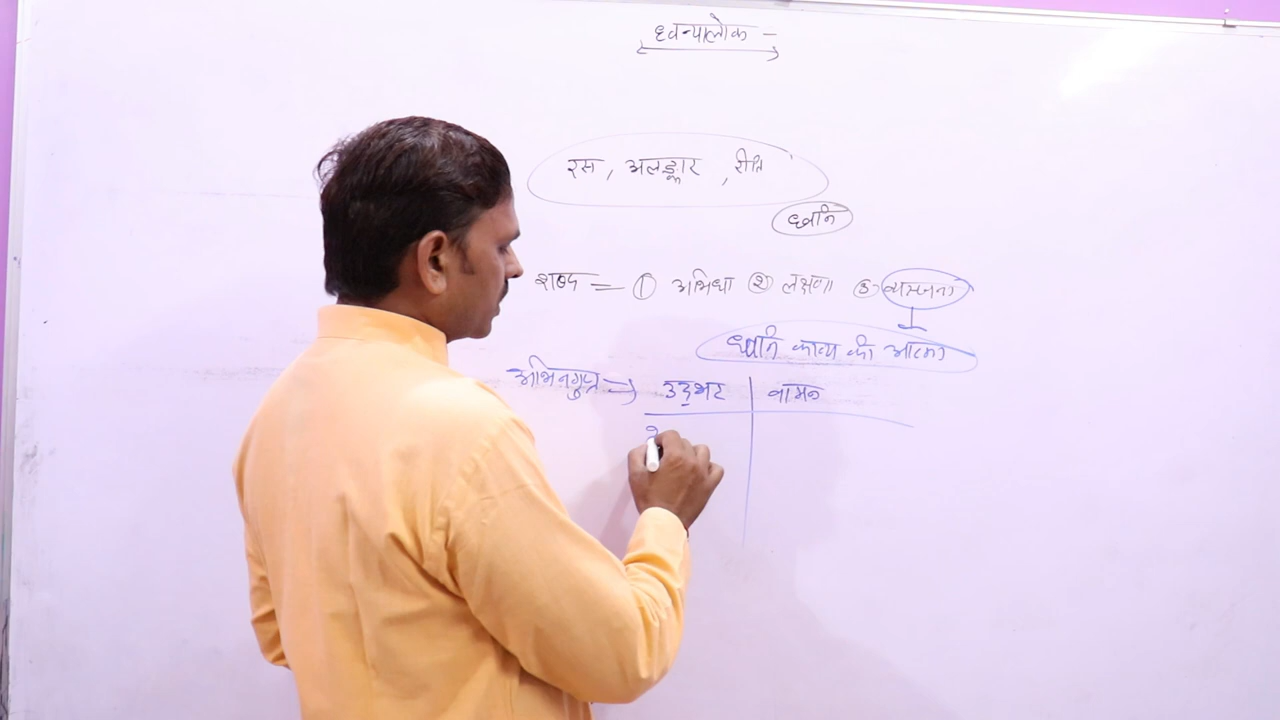 ध्वन्यालोक -
रस, अलङ्कार, रीति
ध्वनि
शब्द = ① अभिधा ② लक्षणा ③ व्यञ्जना
ध्वनि काव्य की आत्मा
अभिनगुप्त → उद्भट | वामन